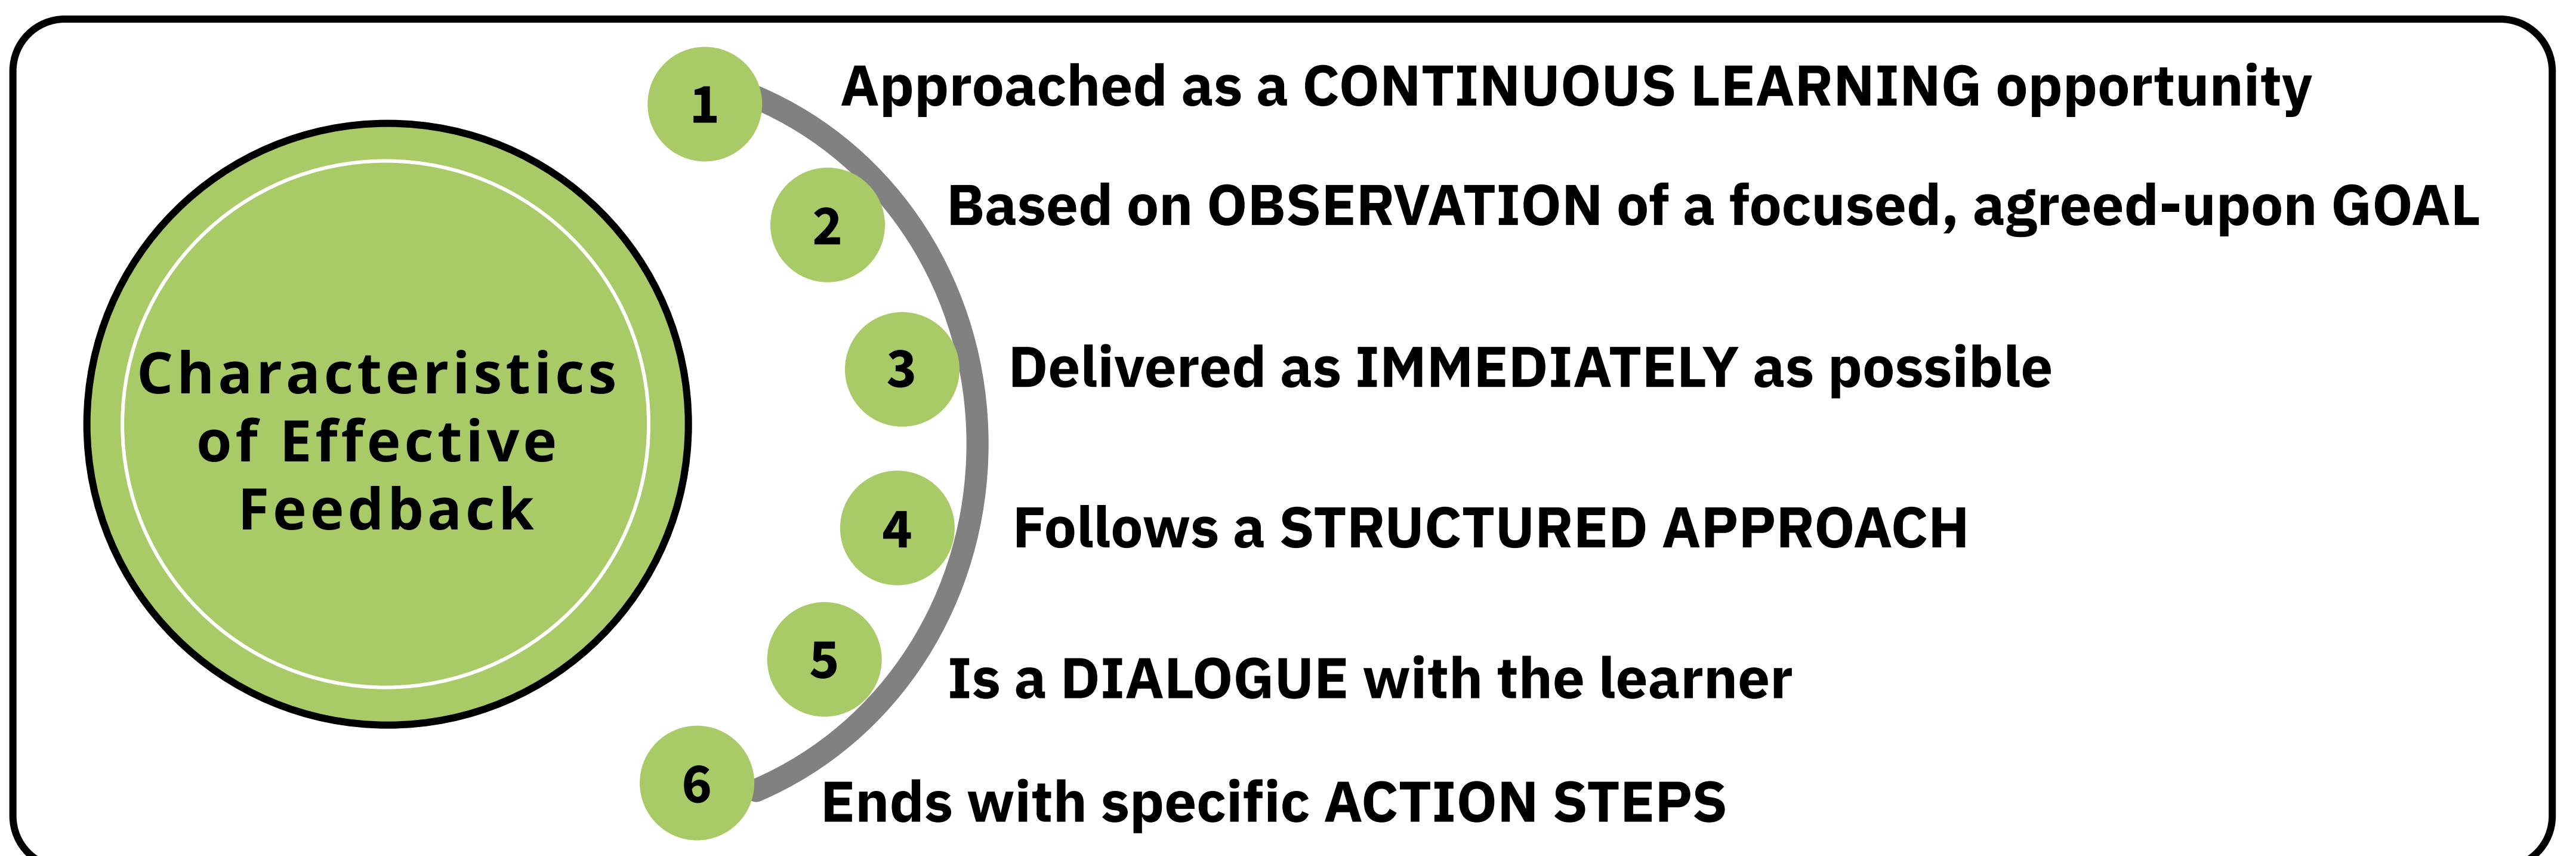 Characteristics
of Effective
Feedback
1
Approached as a CONTINUOUS LEARNING opportunity
2
Based on OBSERVATION of a focused, agreed-upon GOAL
3
Delivered as IMMEDIATELY as possible
4
Follows a STRUCTURED APPROACH
5
Is a DIALOGUE with the learner
6
Ends with specific ACTION STEPS